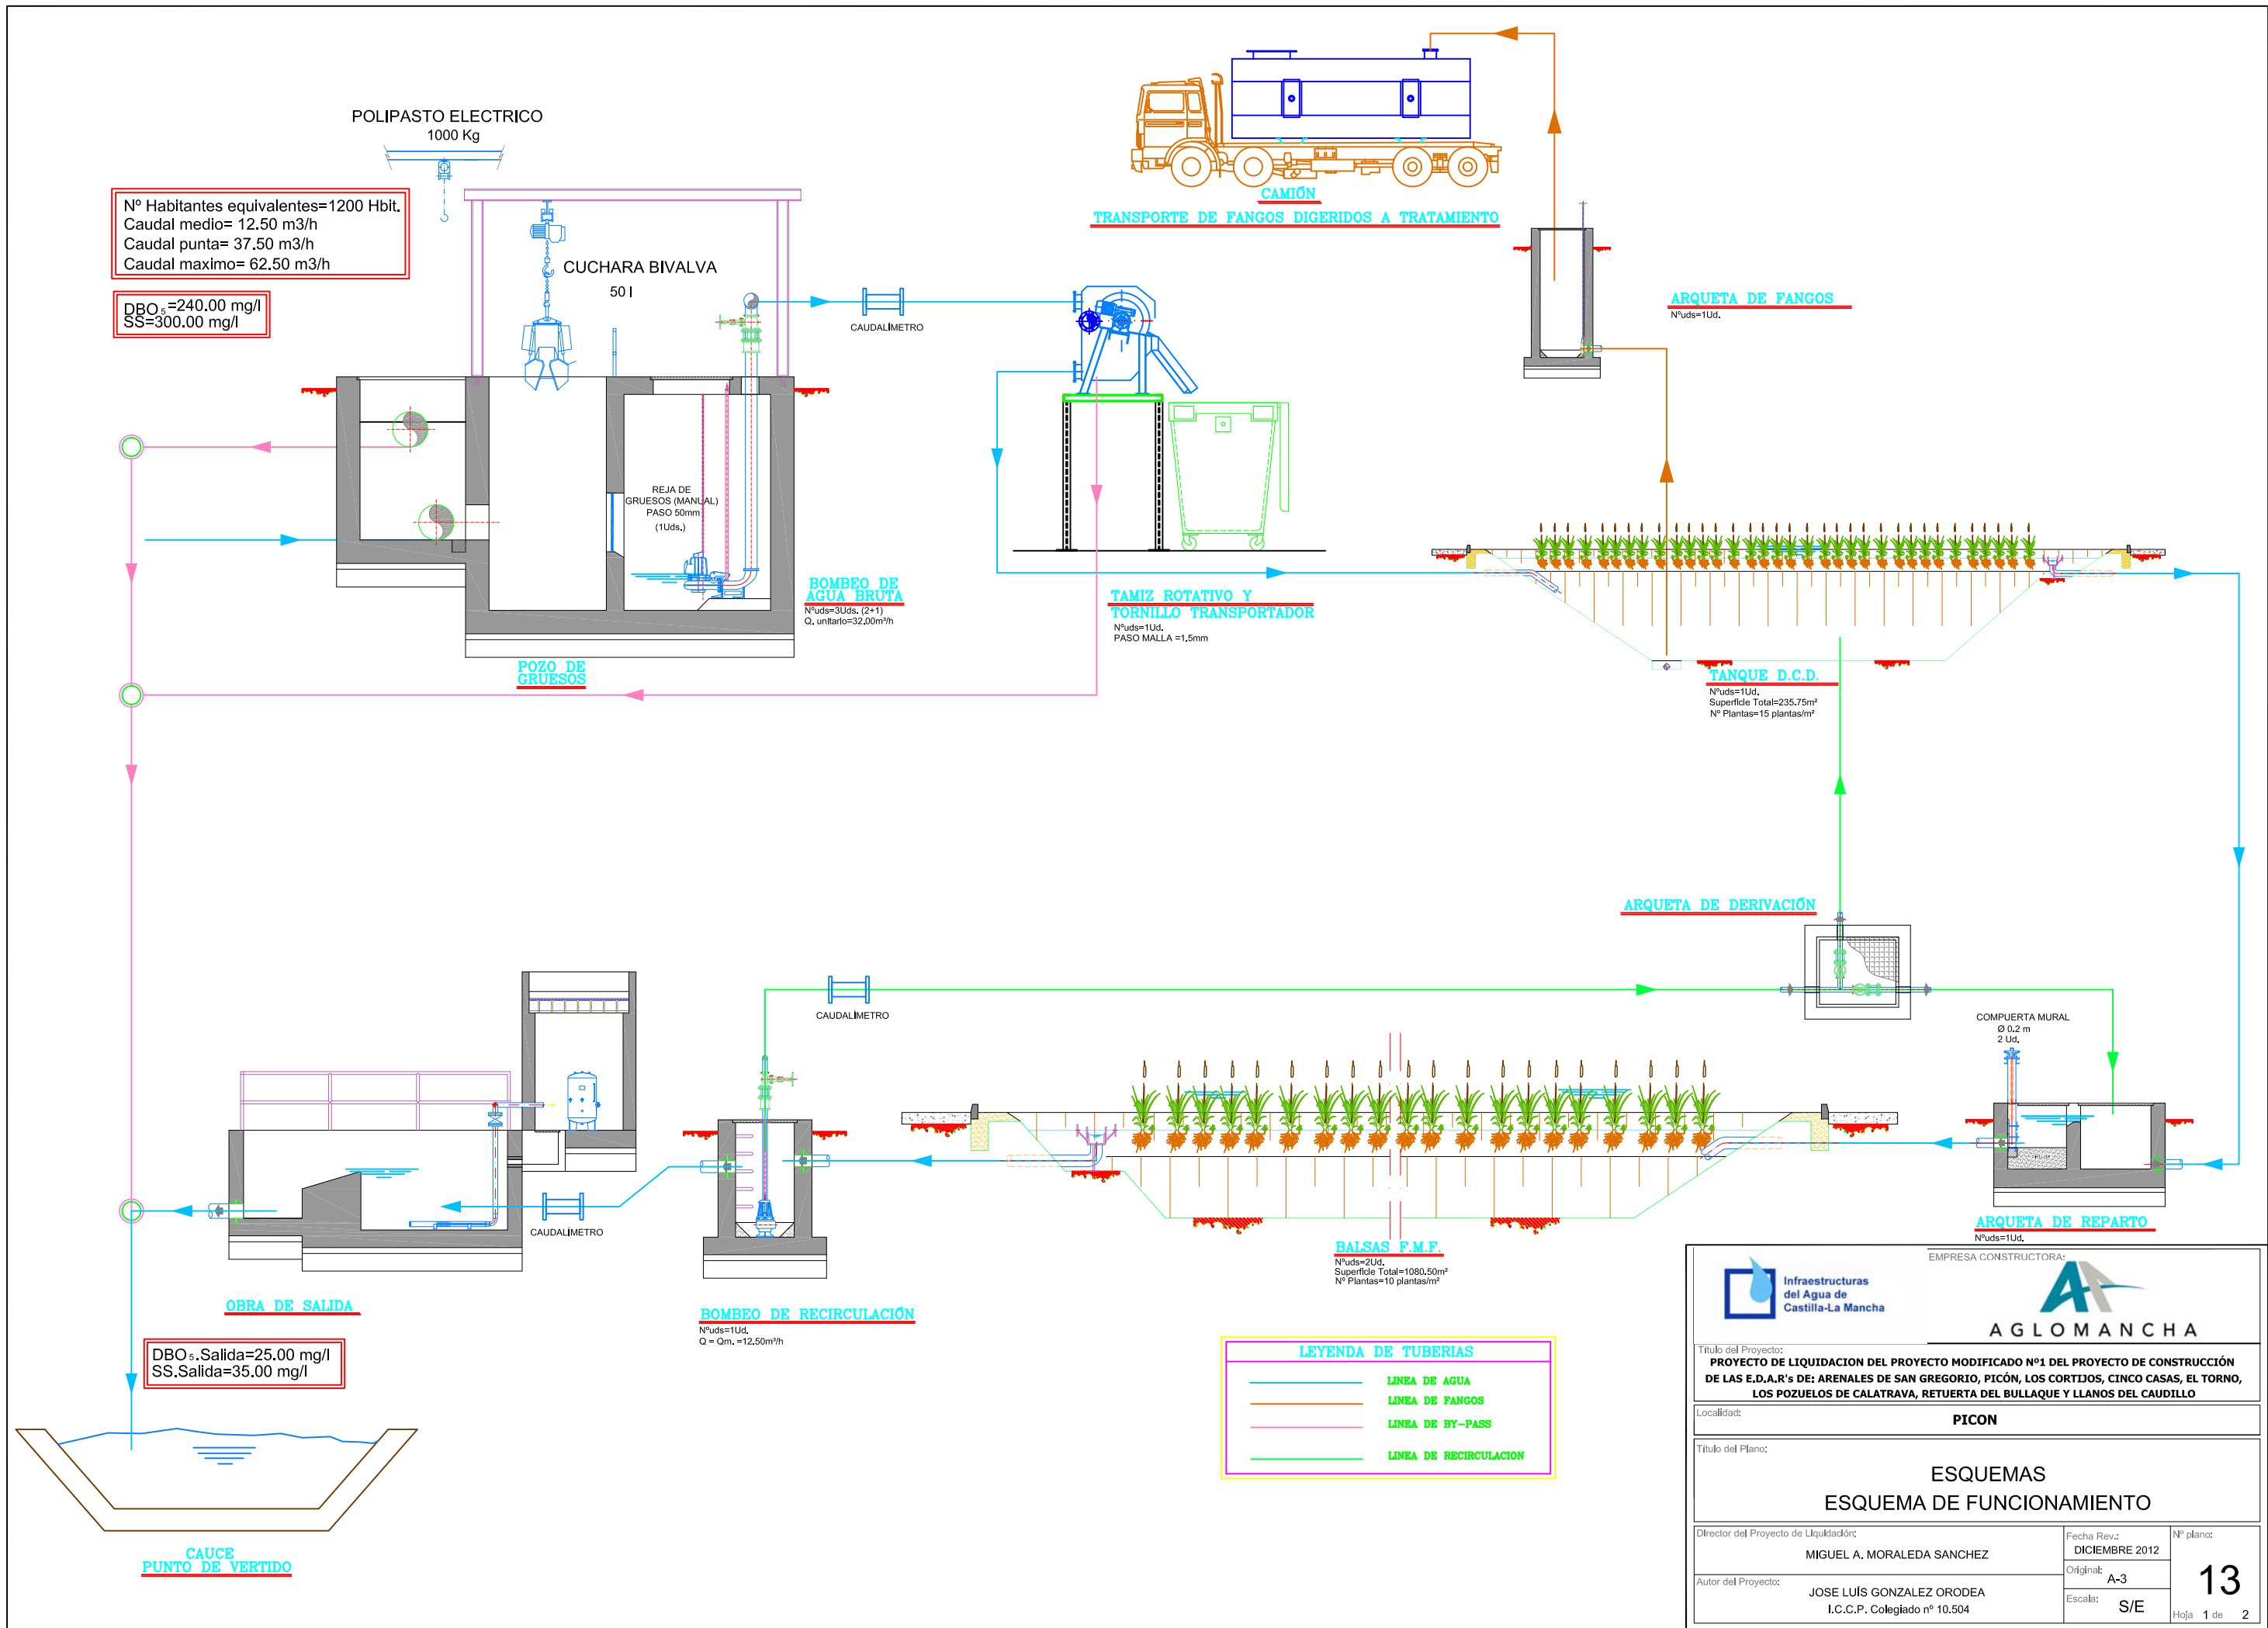 POLIPASTO ELECTRICO
1000 Kg
Nº Habitantes equivalentes=1200 Hbit.
Caudal medio= 12.50 m3/h
Caudal punta= 37.50 m3/h
Caudal maximo= 62.50 m3/h
DBO₅=240.00 mg/l
SS=300.00 mg/l
CUCHARA BIVALVA
50 l
CAUDALÍMETRO
CAMIÓN
TRANSPORTE DE FANGOS DIGERIDOS A TRATAMIENTO
ARQUETA DE FANGOS
Nºuds=1Ud.
REJA DE
GRUESOS (MANUAL)
PASO 50mm
(1Uds.)
BOMBEO DE
AGUA BRUTA
Nºuds=3Uds. (2+1)
Q. unitario=32.00m³/h
POZO DE
GRUESOS
TAMIZ ROTATIVO Y
TORNILLO TRANSPORTADOR
Nºuds=1Ud.
PASO MALLA =1.5mm
TANQUE D.C.D.
Nºuds=1Ud.
Superficie Total=235.75m²
Nº Plantas=15 plantas/m²
ARQUETA DE DERIVACIÓN
CAUDALÍMETRO
COMPUERTA MURAL
Ø 0.2 m
2 Ud.
ARQUETA DE REPARTO
Nºuds=1Ud.
CAUDALÍMETRO
BALSAS F.M.F.
Nºuds=2Ud.
Superficie Total=1080.50m²
Nº Plantas=10 plantas/m²
OBRA DE SALIDA
BOMBEO DE RECIRCULACIÓN
Nºuds=1Ud.
Q = Qm. =12.50m³/h
DBO₅.Salida=25.00 mg/l
SS.Salida=35.00 mg/l
CAUCE
PUNTO DE VERTIDO
LEYENDA DE TUBERIAS
LINEA DE AGUA
LINEA DE FANGOS
LINEA DE BY-PASS
LINEA DE RECIRCULACION
Infraestructuras
del Agua de
Castilla-La Mancha
EMPRESA CONSTRUCTORA:
AGLOMANCHA
Título del Proyecto:
PROYECTO DE LIQUIDACION DEL PROYECTO MODIFICADO Nº1 DEL PROYECTO DE CONSTRUCCIÓN
DE LAS E.D.A.R's DE: ARENALES DE SAN GREGORIO, PICÓN, LOS CORTIJOS, CINCO CASAS, EL TORNO,
LOS POZUELOS DE CALATRAVA, RETUERTA DEL BULLAQUE Y LLANOS DEL CAUDILLO
Localidad:
PICON
Título del Plano:
ESQUEMAS
ESQUEMA DE FUNCIONAMIENTO
Director del Proyecto de Liquidación:
MIGUEL A. MORALEDA SANCHEZ
Autor del Proyecto:
JOSE LUÍS GONZALEZ ORODEA
I.C.C.P. Colegiado nº 10.504
Fecha Rev.:
DICIEMBRE 2012
Original:
A-3
Escala:
S/E
Nº plano:
13
Hoja 1 de 2